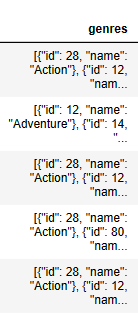 genres
[{"id": 28, "name":
"Action"}, {"id": 12,
"nam...
[{"id": 12, "name":
"Adventure"}, {"id": 14,
"...
[{"id": 28, "name":
"Action"}, {"id": 12,
"nam...
[{"id": 28, "name":
"Action"}, {"id": 80,
"nam...
[{"id": 28, "name":
"Action"}, {"id": 12,
"nam...